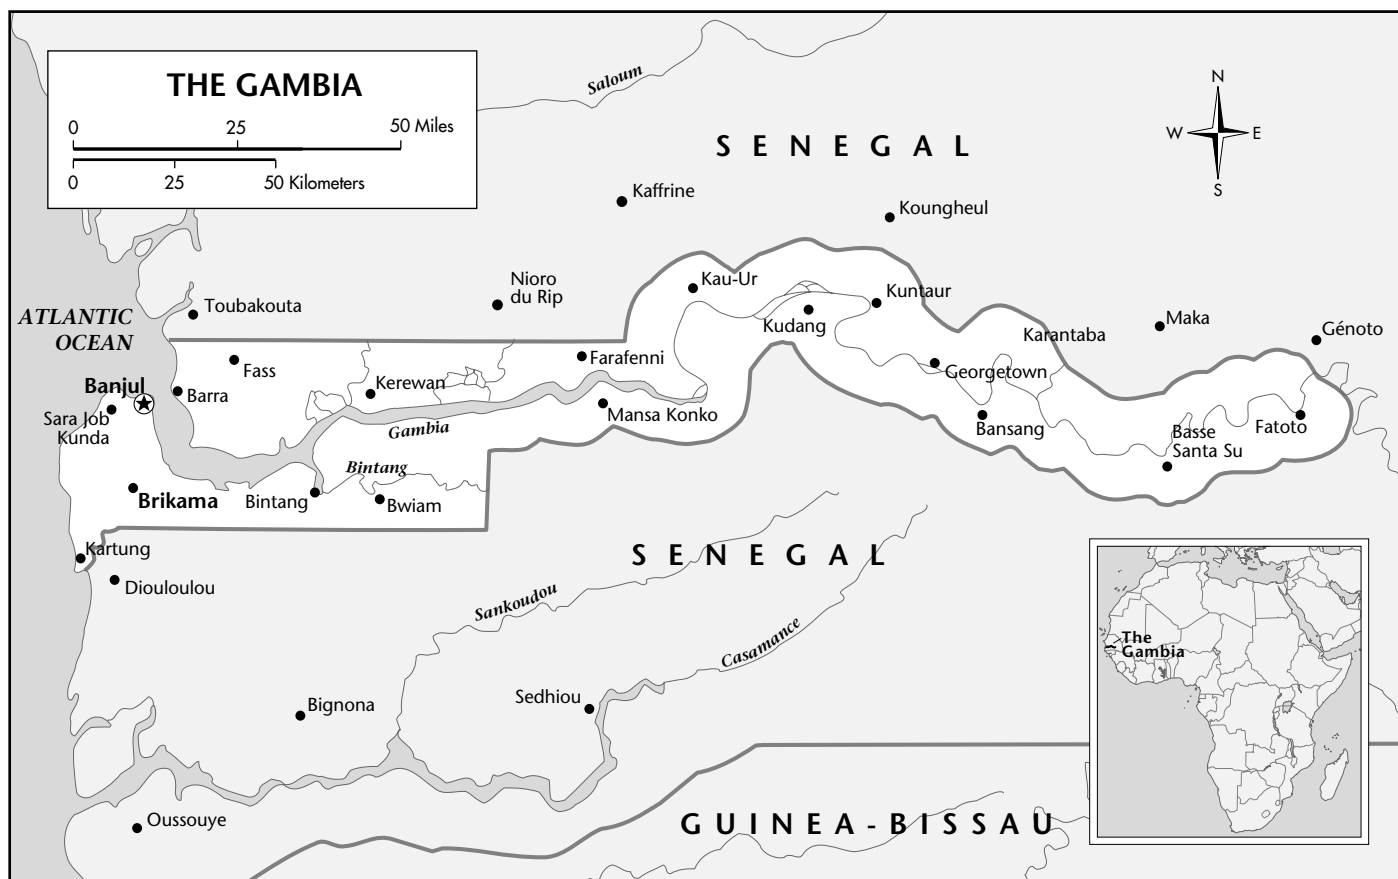 THE GAMBIA
0 25 50 Miles
0 25 50 Kilometers
Saloum
N
W E
S
SENEGAL
Kaffrine
Koungheul
Nioro
du Rip
Toubakouta
Kau-Ur
Kuntaur
Kudang
Karantaba
Maka
Génoto
ATLANTIC
OCEAN
Fass
Farafenni
Georgetown
Banjul
Barra
Kerewan
Sara Job
Kunda
Mansa Konko
Gambia
Bansang
Basse
Santa Su
Fatoto
Bintang
Brikama
Bintang
Bwiam
Kartung
SENEGAL
Diouloulou
Sankoudou
Casamance
The
Gambia
Bignona
Sedhiou
Oussouye
GUINEA-BISSAU